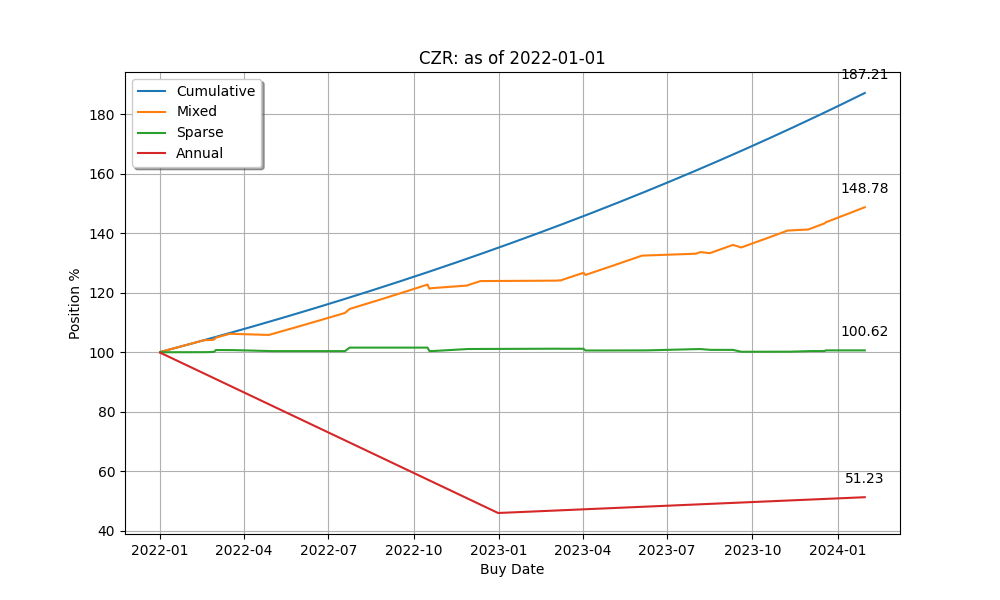 CZR: as of 2022-01-01
187.21
Cumulative
Mixed
Sparse
Annual
180
160
148.78
140
120
100.62
100
80
60
51.23
40
Position %
2022-01 2022-04 2022-07 2022-10 2023-01 2023-04 2023-07 2023-10 2024-01
Buy Date